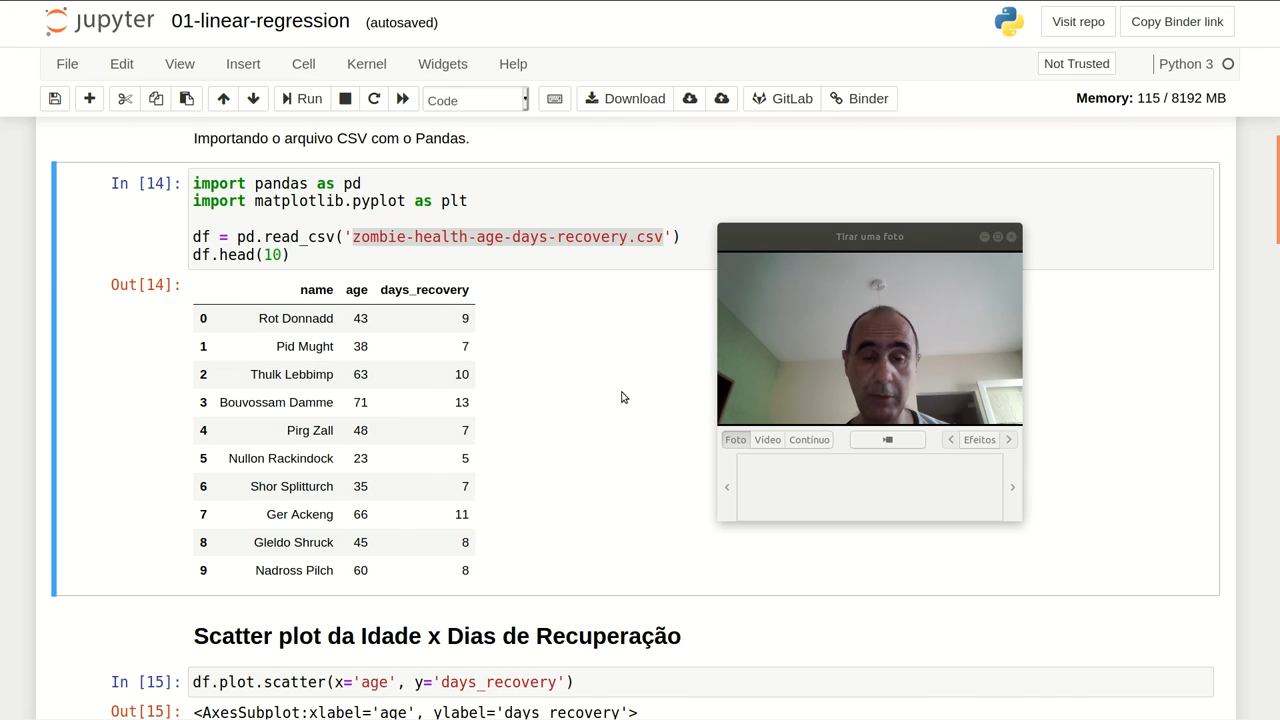 jupyter 01-linear-regression (autosaved) Visit repo Copy Binder link
File Edit View Insert Cell Kernel Widgets Help Not Trusted Python 3
Run Code Download GitLab Binder Memory: 115 / 8192 MB
Importando o arquivo CSV com o Pandas.
In [14]: import pandas as pd
import matplotlib.pyplot as plt
df = pd.read_csv('zombie-health-age-days-recovery.csv')
df.head(10)
Out[14]:
name age days_recovery
0 Rot Donnadd 43 9
1 Pid Mught 38 7
2 Thulk Lebbimp 63 10
3 Bouvossam Damme 71 13
4 Pirg Zall 48 7
5 Nullon Rackindock 23 5
6 Shor Splitturch 35 7
7 Ger Ackeng 66 11
8 Gleldo Shruck 45 8
9 Nadross Pilch 60 8
Tirar uma foto
Foto Vídeo Contínuo Efeitos
Scatter plot da Idade x Dias de Recuperação
In [15]: df.plot.scatter(x='age', y='days_recovery')
Out[15]: <AxesSubplot:xlabel='age', ylabel='days_recovery'>